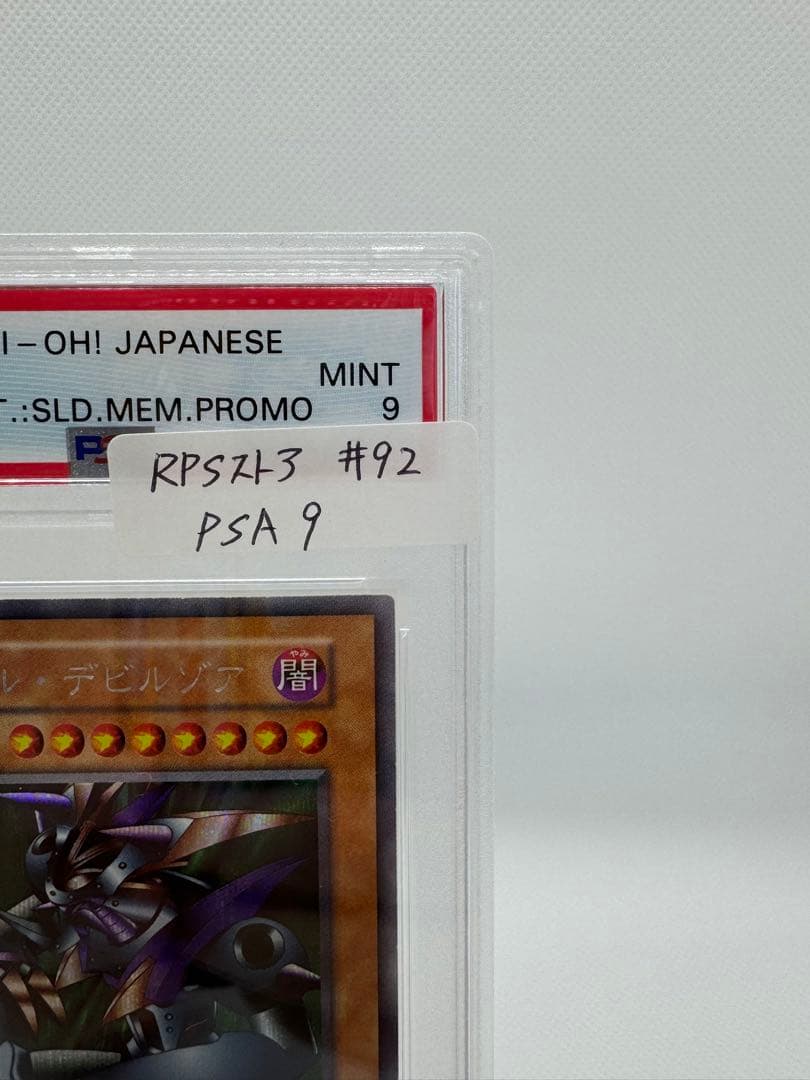 I-OH! JAPANESE
MINT
T.:SLD.MEM.PROMO 9
PS
RPSスト3 #92
PSA 9
ル・デビルゾア 闇
やみ